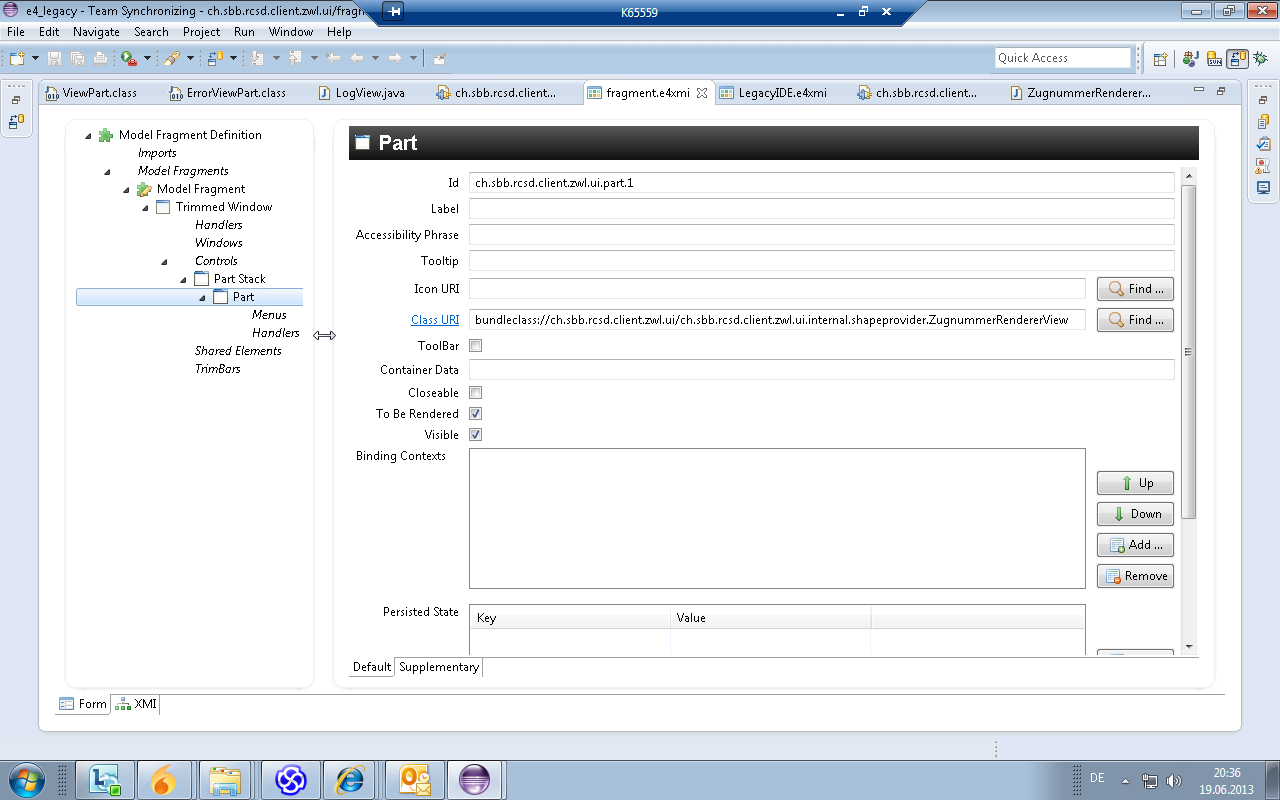 e4_legacy - Team Synchronizing - ch.sbb.rcsd.client.zwl.ui/fragn
K65559
File Edit Navigate Search Project Run Window Help
Quick Access
ViewPart.class ErrorViewPart.class LogView.java ch.sbb.rcsd.client... fragment.e4xmi LegacyIDE.e4xmi ch.sbb.rcsd.client... ZugnummerRenderer...
Model Fragment Definition
Imports
Model Fragments
Model Fragment
Trimmed Window
Handlers
Windows
Controls
Part Stack
Part
Menus
Handlers
Shared Elements
TrimBars
Part
Id ch.sbb.rcsd.client.zwl.ui.part.1
Label
Accessibility Phrase
Tooltip
Icon URI Find ...
Class URI bundleclass://ch.sbb.rcsd.client.zwl.ui/ch.sbb.rcsd.client.zwl.ui.internal.shapeprovider.ZugnummerRendererView Find ...
ToolBar
Container Data
Closeable
To Be Rendered
Visible
Binding Contexts
Up
Down
Add ...
Remove
Persisted State Key Value
Default Supplementary
Form XMI
DE
20:36
19.06.2013